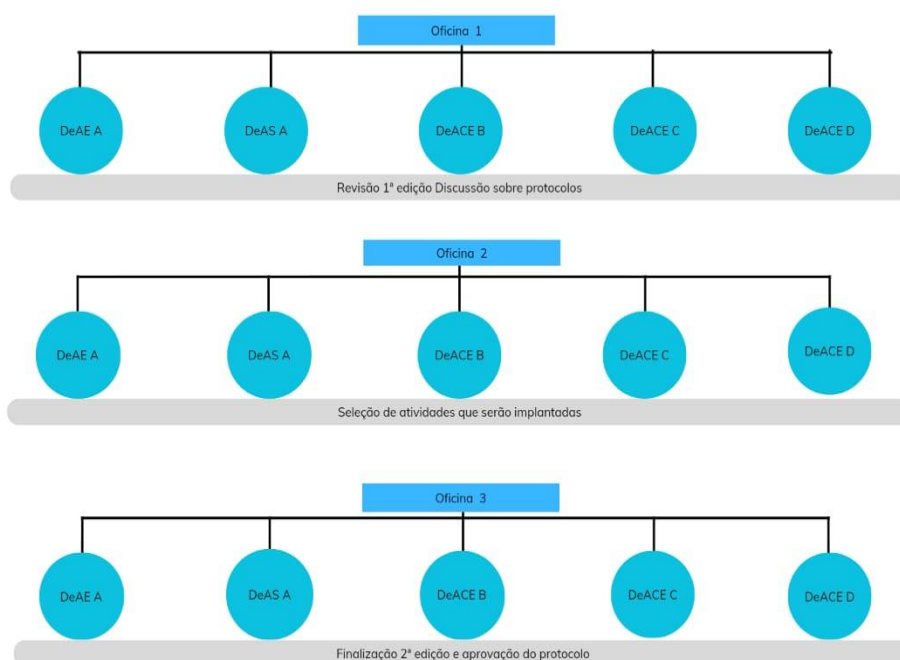 Oficina 1
DeAE A
DeAS A
DeACE B
DeACE C
DeACE D
Revisão 1ª edição Discussão sobre protocolos
Oficina 2
DeAE A
DeAS A
DeACE B
DeACE C
DeACE D
Seleção de atividades que serão implantadas
Oficina 3
DeAE A
DeAS A
DeACE B
DeACE C
DeACE D
Finalização 2ª edição e aprovação do protocolo